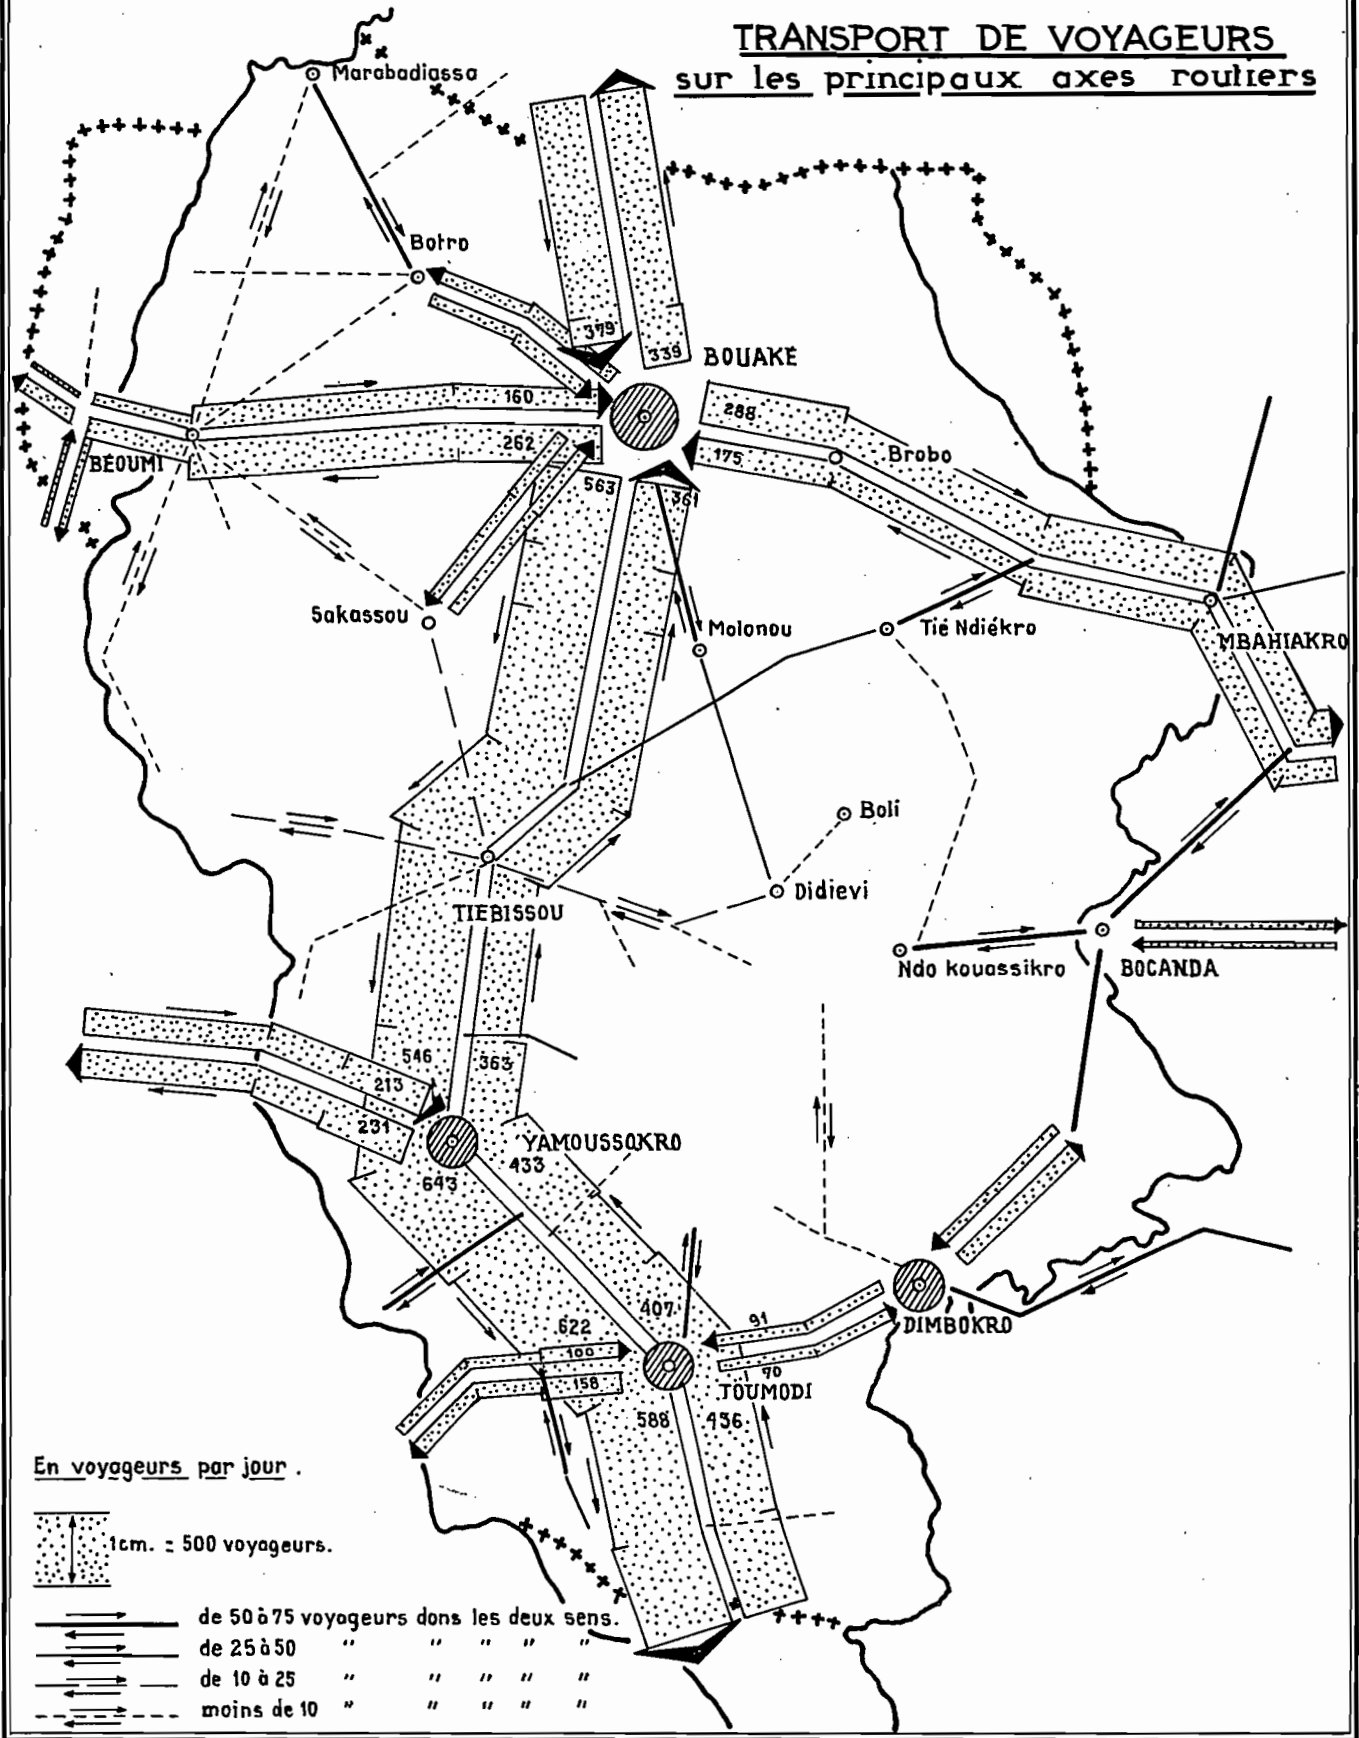 TRANSPORT DE VOYAGEURS
sur les principaux axes routiers
Marabadiassa
Botro
379
339
BOUAKE
160
288
262
175
Brobo
BÉOUMI
563
361
Sakassou
Molonou
Tié Ndiékro
MBAHIAKRO
Boli
Didievi
TIEBISSOU
Ndo kouassikro
BOCANDA
546
363
213
231
YAMOUSSOKRO
433
643
407
91
DIMBOKRO
622
100
70
158
TOUMODI
588
436
En voyageurs par jour .
1cm. = 500 voyageurs.
de 50 à 75 voyageurs dans les deux sens.
de 25 à 50 " " " " "
de 10 à 25 " " " " "
moins de 10 " " " " "